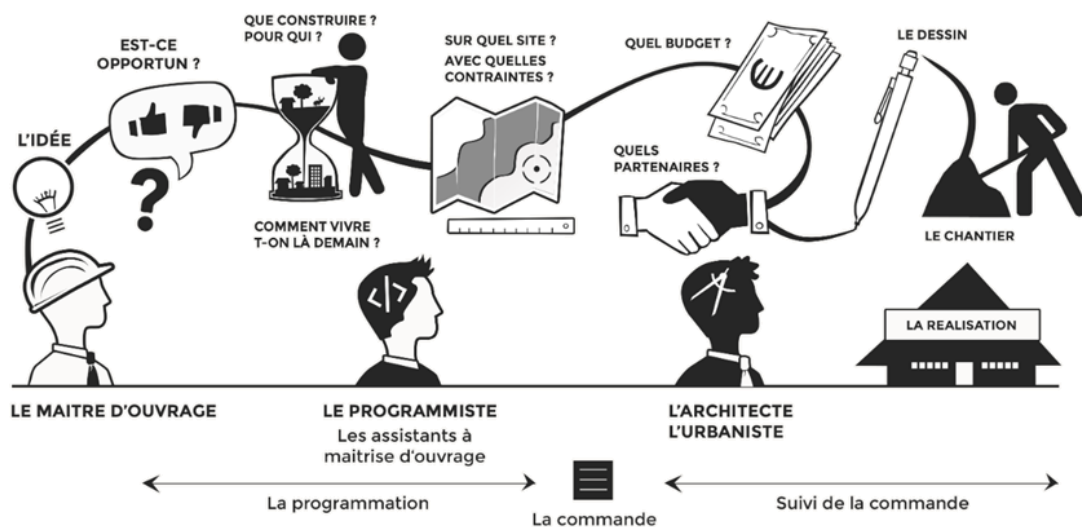 L'IDÉE
EST-CE
OPPORTUN ?
QUE CONSTRUIRE ?
POUR QUI ?
COMMENT VIVRE
T-ON LÀ DEMAIN ?
SUR QUEL SITE ?
AVEC QUELLES
CONTRAINTES ?
QUEL BUDGET ?
€
QUELS
PARTENAIRES ?
LE DESSIN
LE CHANTIER
LA REALISATION
</>
LE MAITRE D'OUVRAGE
LE PROGRAMMISTE
Les assistants à
maitrise d'ouvrage
L'ARCHITECTE
L'URBANISTE
La programmation
La commande
Suivi de la commande